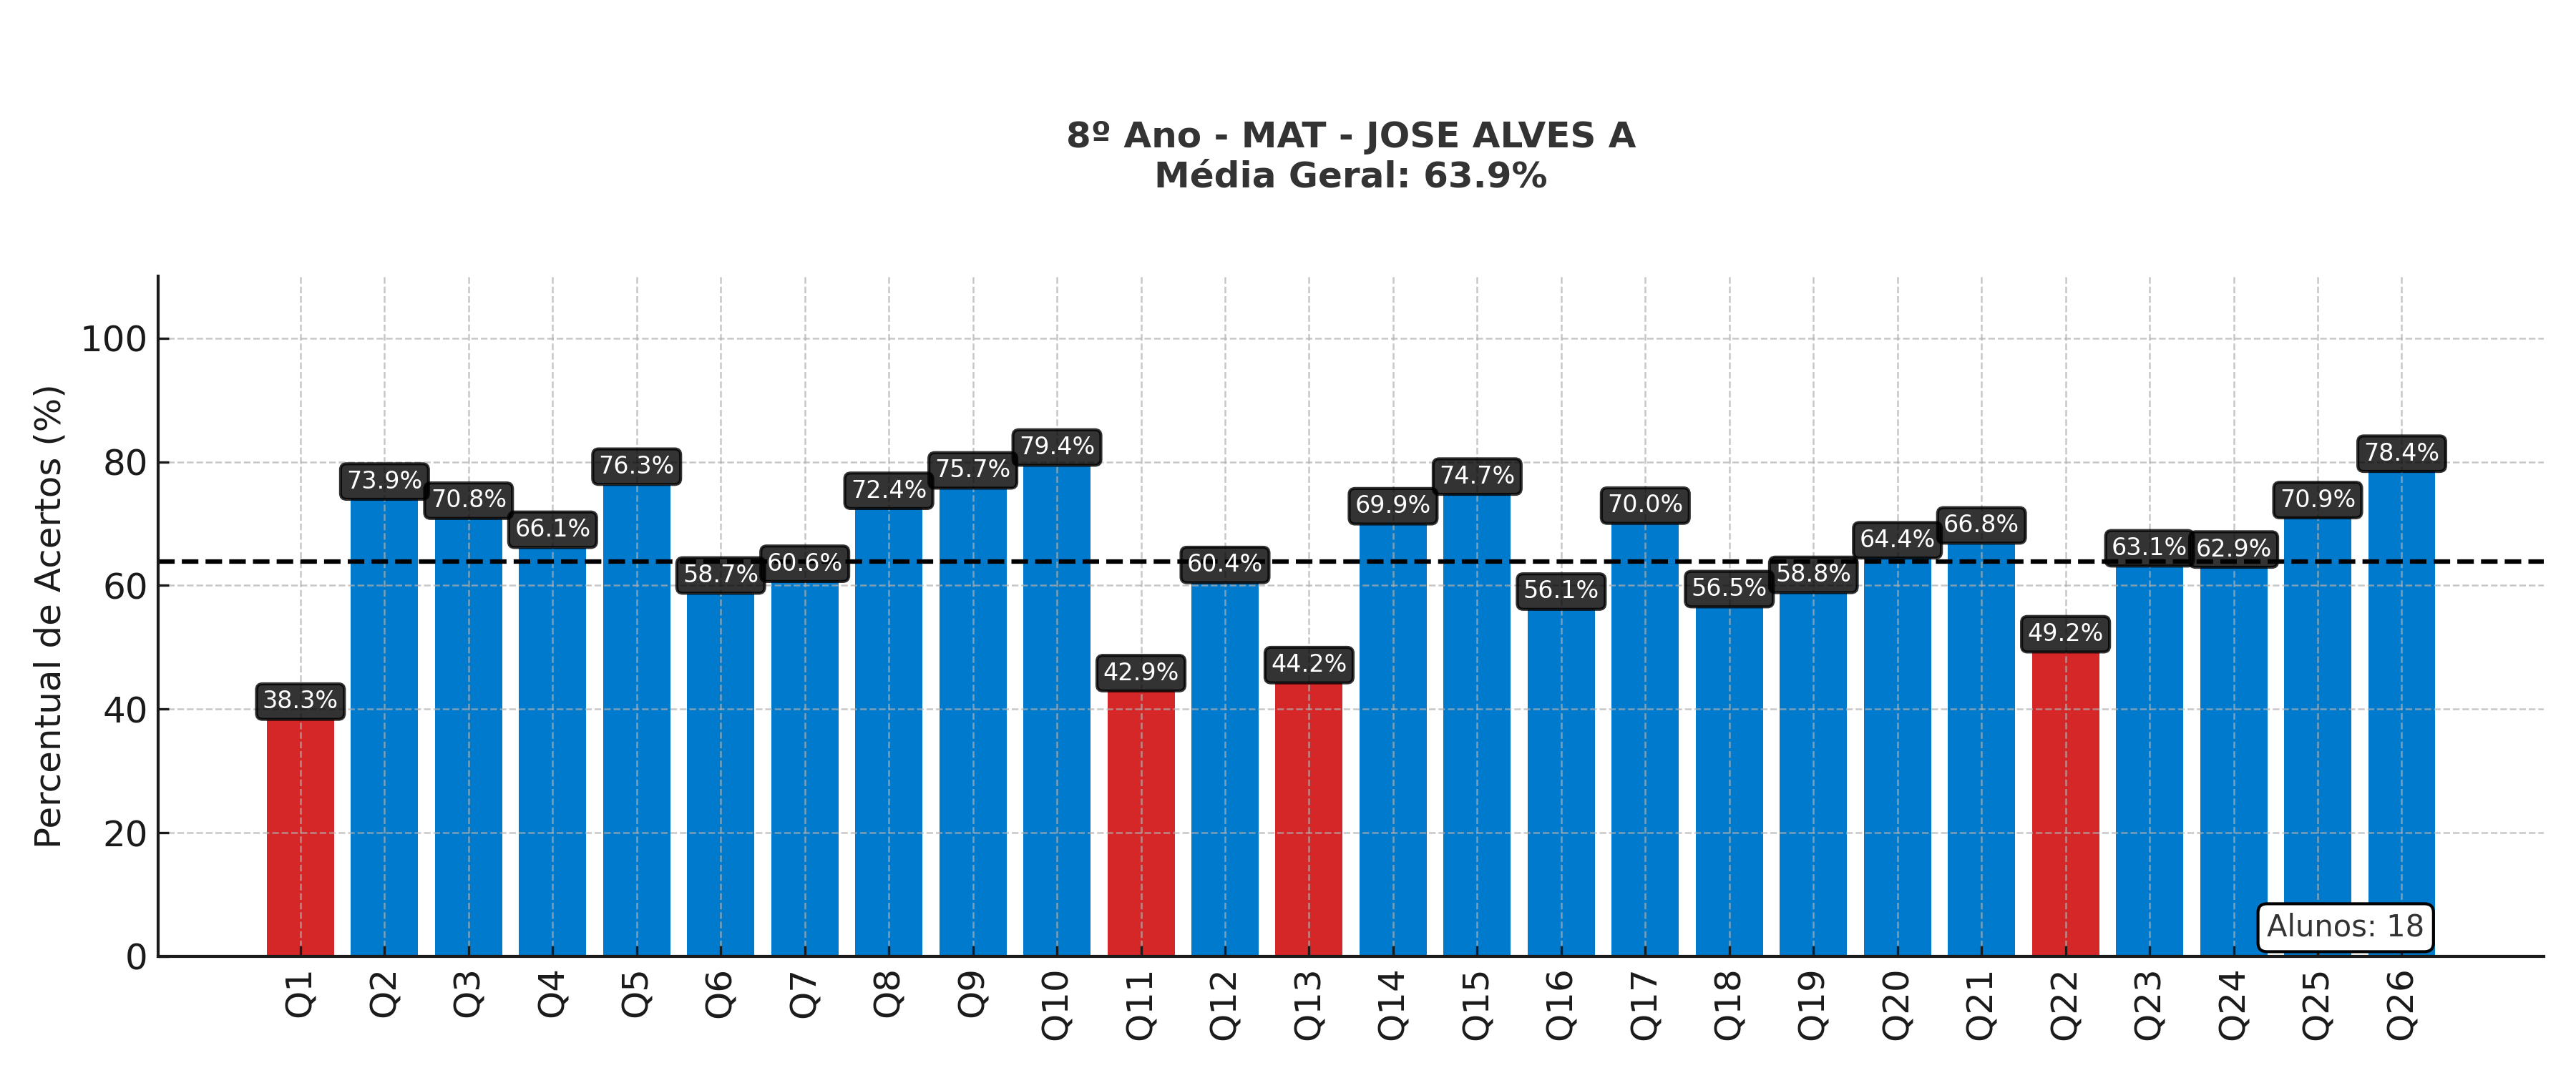 8º Ano - MAT - JOSE ALVES A
Média Geral: 63.9%
Percentual de Acertos (%)
100
80
60
40
20
0
38.3%
73.9%
70.8%
66.1%
76.3%
58.7%
60.6%
72.4%
75.7%
79.4%
42.9%
60.4%
44.2%
69.9%
74.7%
56.1%
70.0%
56.5%
58.8%
64.4%
66.8%
49.2%
63.1%
62.9%
70.9%
78.4%
Alunos: 18
Q1
Q2
Q3
Q4
Q5
Q6
Q7
Q8
Q9
Q10
Q11
Q12
Q13
Q14
Q15
Q16
Q17
Q18
Q19
Q20
Q21
Q22
Q23
Q24
Q25
Q26